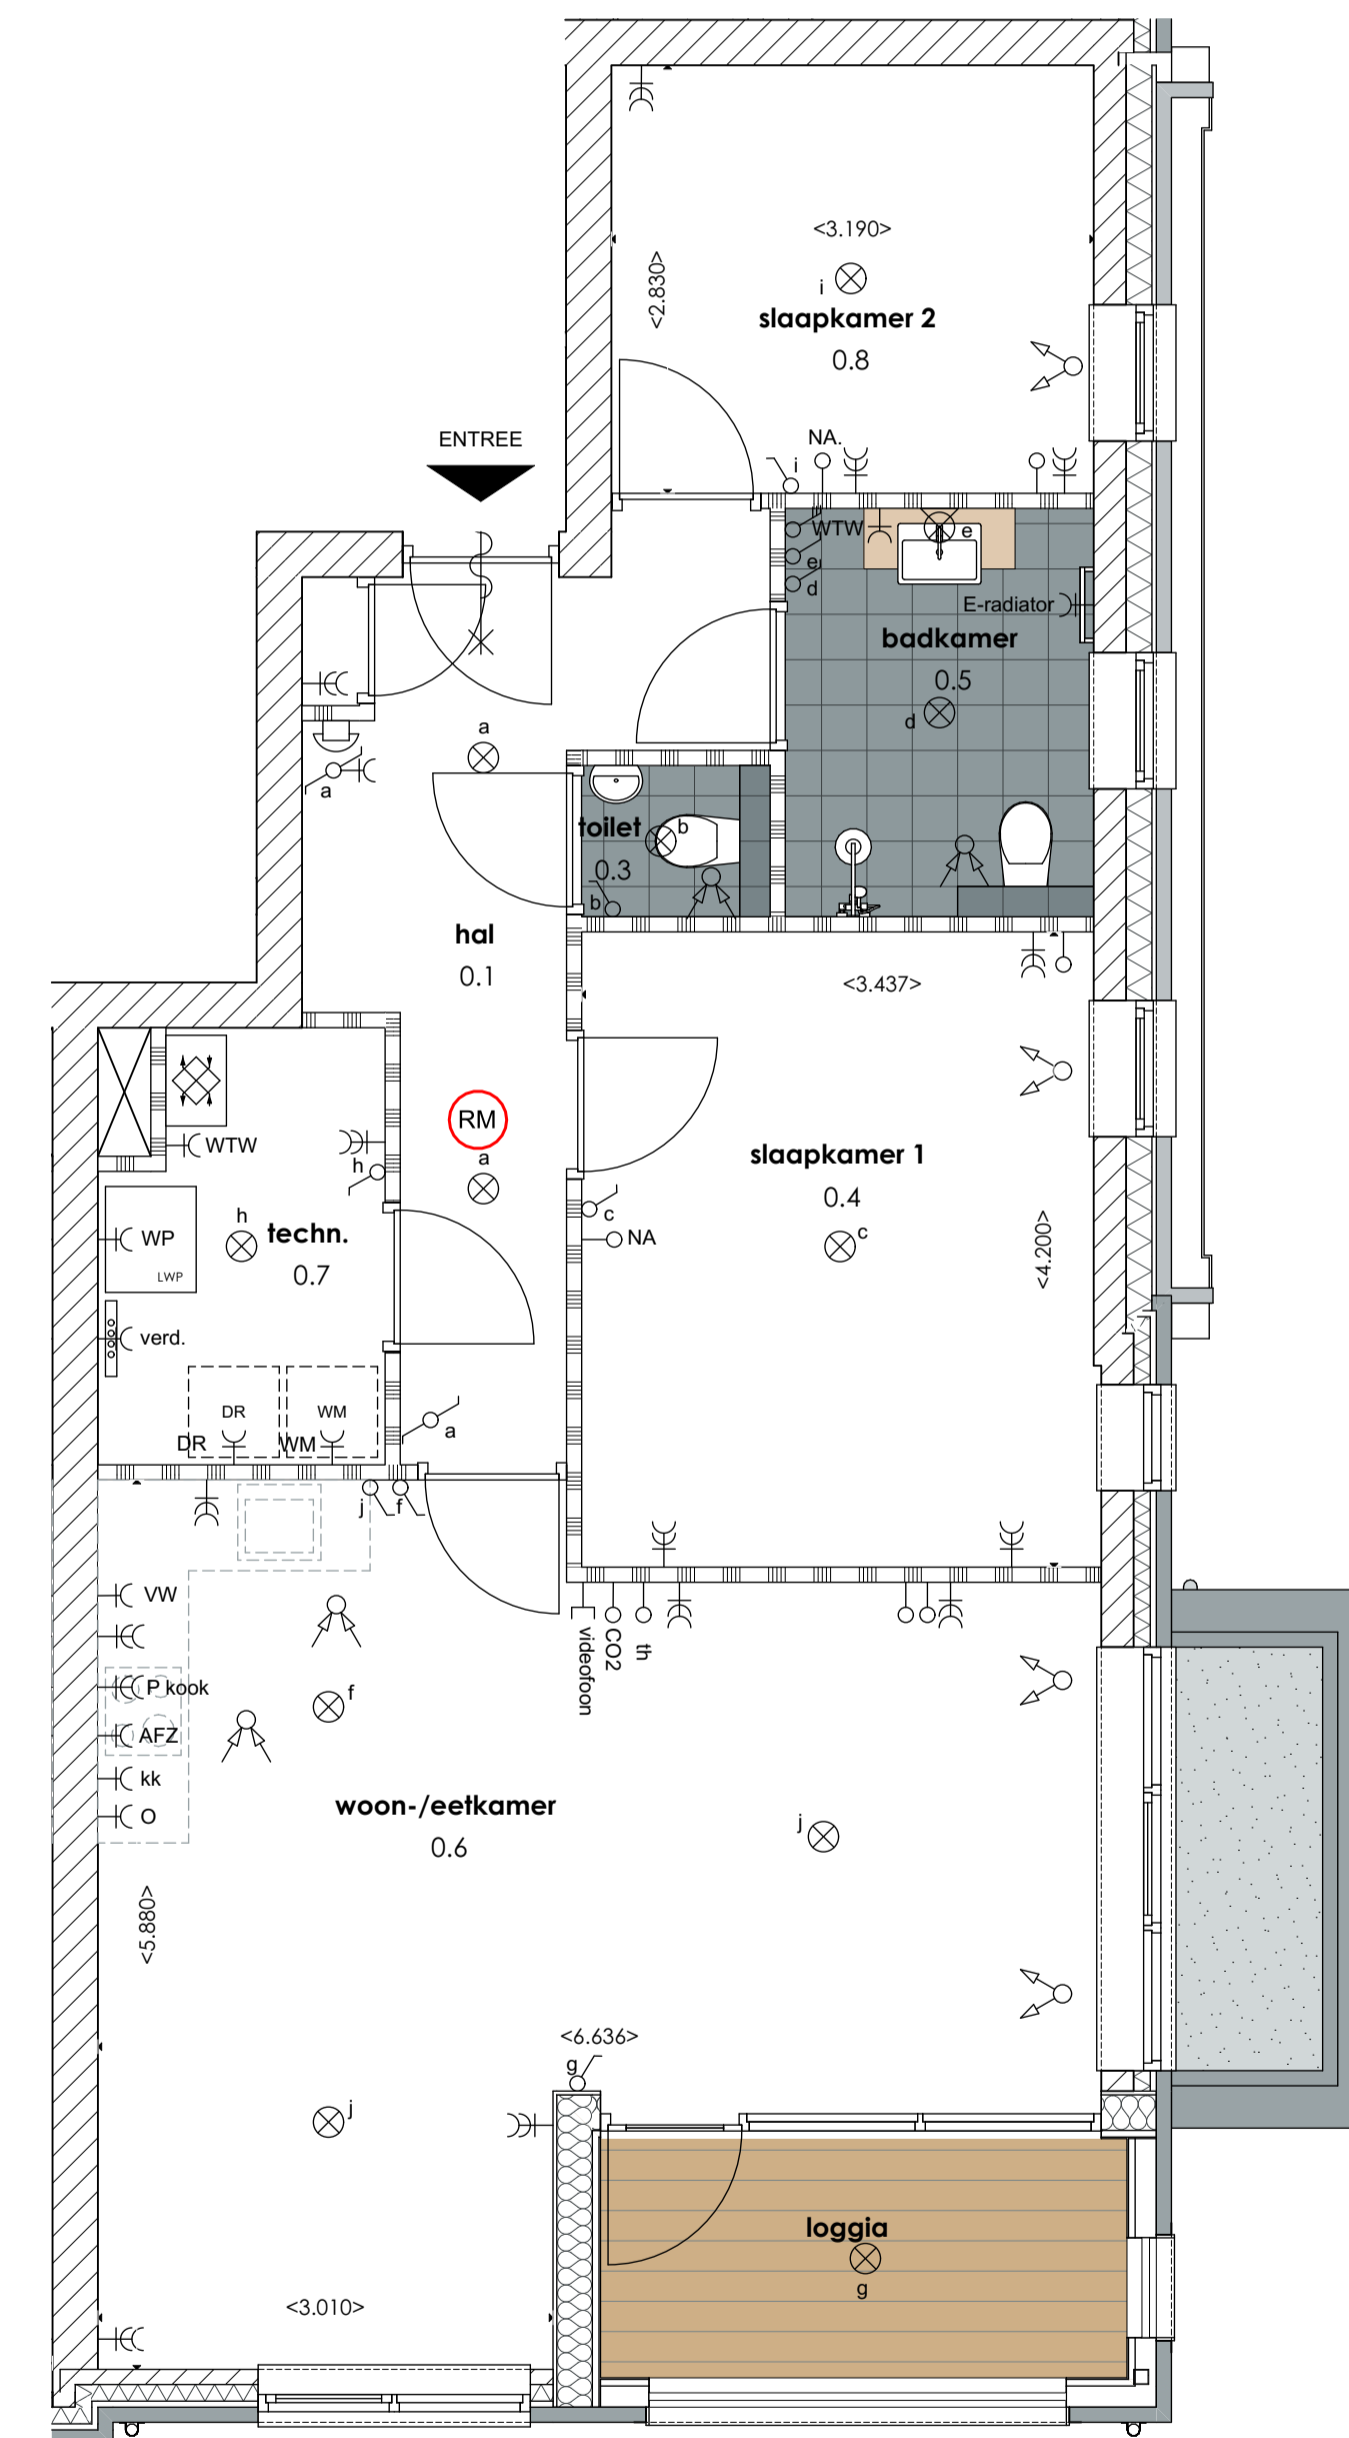 <3.190>
<2.830>
i
slaapkamer 2
0.8
ENTREE
NA.
i
WTW
e
e
d
E-radiator
badkamer
0.5
d
a
a
toilet
b
0.3
b
hal
0.1
<3.437>
RM
a
WTW
h
h
techn.
0.7
WP
LWP
verd.
slaapkamer 1
0.4
c
c
NA
<4.200>
DR
WM
DR
WM
a
j
f
VW
P kook
AFZ
kk
O
videofoon
CO2
th
f
woon-/eetkamer
0.6
j
<5.880>
<6.636>
g
j
loggia
g
<3.010>